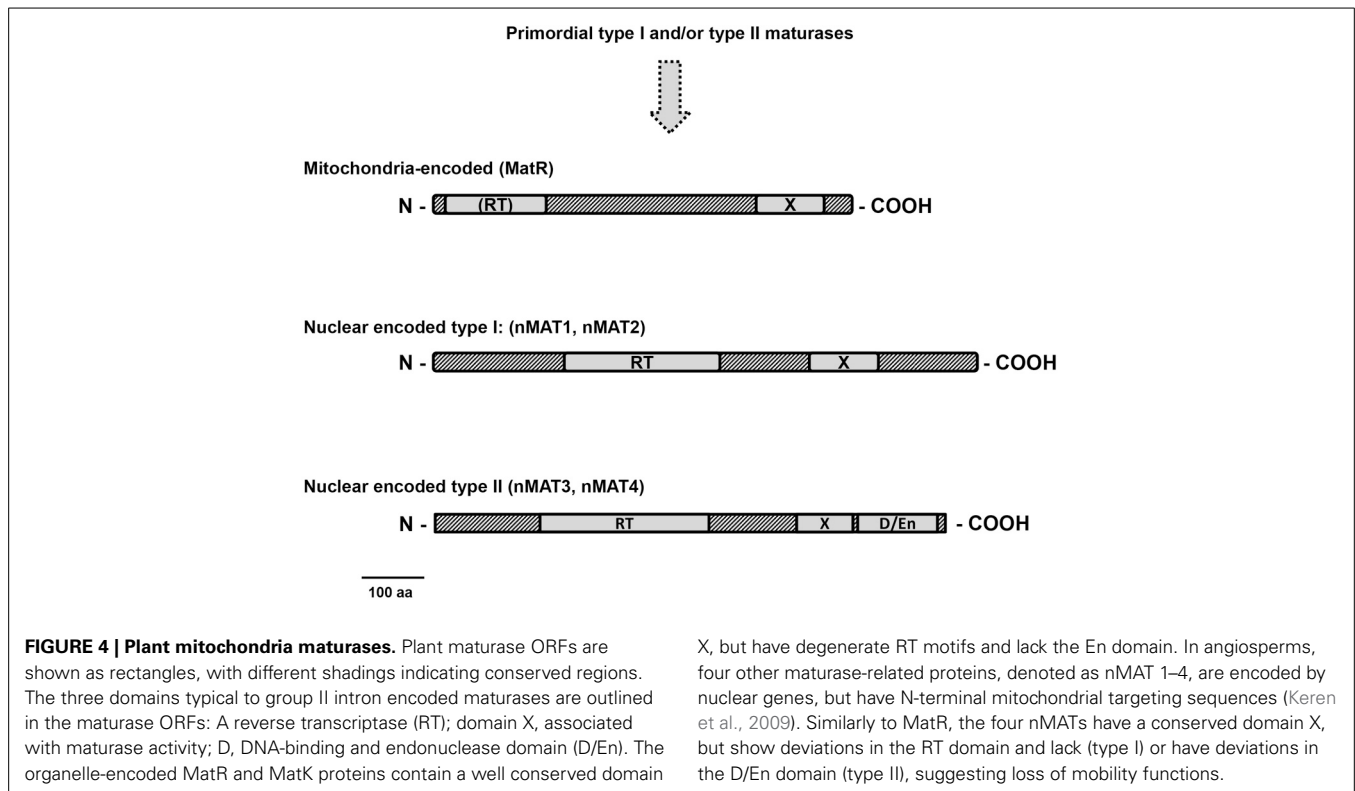 Primordial type I and/or type II maturases
Mitochondria-encoded (MatR)
N - (RT) X - COOH
Nuclear encoded type I: (nMAT1, nMAT2)
N - RT X - COOH
Nuclear encoded type II (nMAT3, nMAT4)
N - RT X D/En - COOH
100 aa
FIGURE 4 | Plant mitochondria maturases. Plant maturase ORFs are
shown as rectangles, with different shadings indicating conserved regions.
The three domains typical to group II intron encoded maturases are outlined
in the maturase ORFs: A reverse transcriptase (RT); domain X, associated
with maturase activity; D, DNA-binding and endonuclease domain (D/En). The
organelle-encoded MatR and MatK proteins contain a well conserved domain
X, but have degenerate RT motifs and lack the En domain. In angiosperms,
four other maturase-related proteins, denoted as nMAT 1–4, are encoded by
nuclear genes, but have N-terminal mitochondrial targeting sequences (Keren
et al., 2009). Similarly to MatR, the four nMATs have a conserved domain X,
but show deviations in the RT domain and lack (type I) or have deviations in
the D/En domain (type II), suggesting loss of mobility functions.